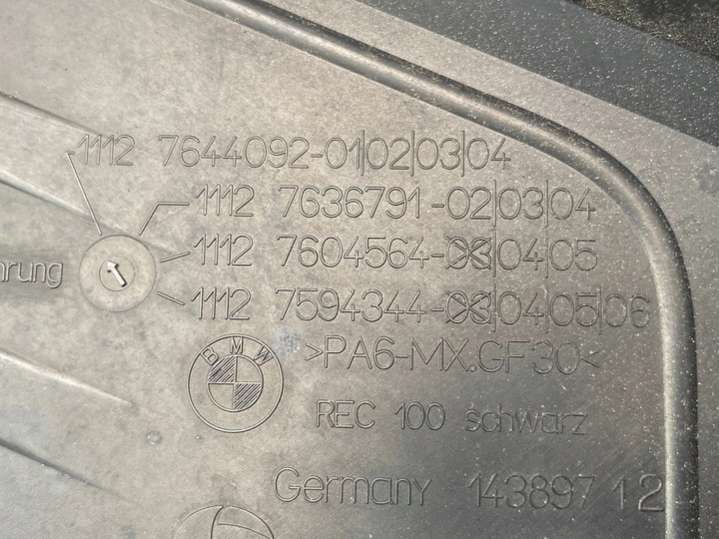 1112 7644092-01|02|03|04
1112 7636791-02|03|04
1112 7604564-03|04|05
hrung
1112 7594344-03|04|05|06
BMW
>PA6-MX.GF30<
REC 100 schwarz
Germany 143897 12